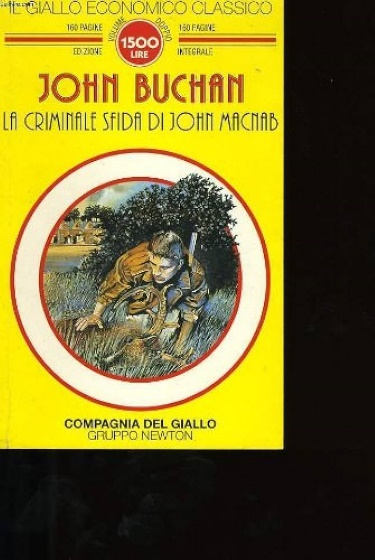 IL GIALLO ECONOMICO CLASSICO
160 PAGINE VOLUME DOPPIO 160 PAGINE
1500
EDIZIONE LIRE INTEGRALE
JOHN BUCHAN
LA CRIMINALE SFIDA DI JOHN MACNAB
COMPAGNIA DEL GIALLO
GRUPPO NEWTON